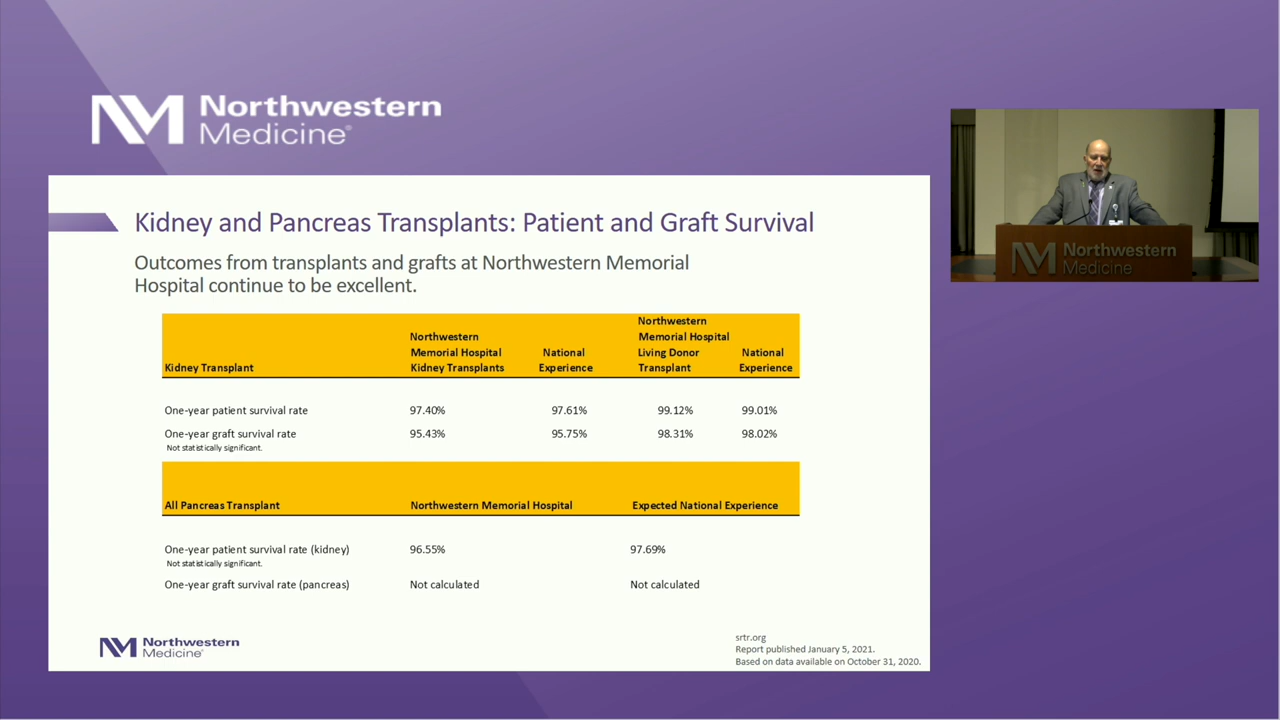 Northwestern
Medicine®
Kidney and Pancreas Transplants: Patient and Graft Survival
Outcomes from transplants and grafts at Northwestern Memorial
Hospital continue to be excellent.
Kidney Transplant
Northwestern
Memorial Hospital
Kidney Transplants
National
Experience
Northwestern
Memorial Hospital
Living Donor
Transplant
National
Experience
One-year patient survival rate 97.40% 97.61% 99.12% 99.01%
One-year graft survival rate 95.43% 95.75% 98.31% 98.02%
Not statistically significant.
All Pancreas Transplant Northwestern Memorial Hospital Expected National Experience
One-year patient survival rate (kidney) 96.55% 97.69%
Not statistically significant.
One-year graft survival rate (pancreas) Not calculated Not calculated
Northwestern
Medicine®
srtr.org
Report published January 5, 2021.
Based on data available on October 31, 2020.
Northwestern
Medicine